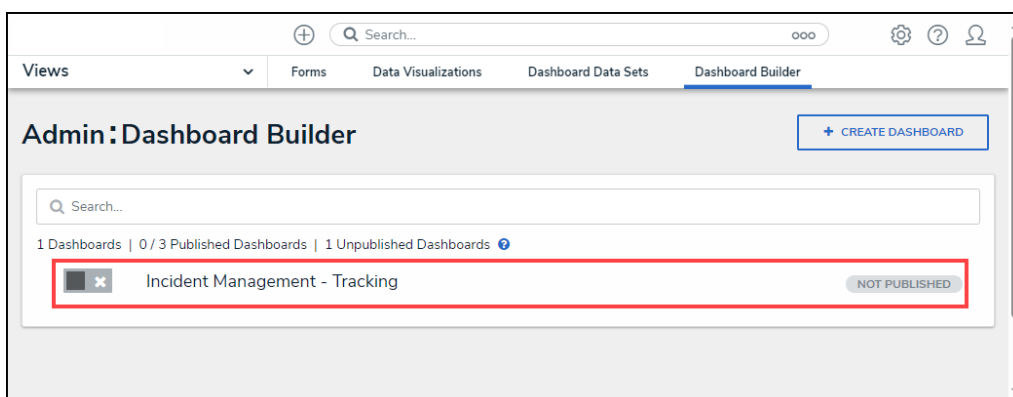 Search... ooo
Views Forms Data Visualizations Dashboard Data Sets Dashboard Builder
Admin:Dashboard Builder
+ CREATE DASHBOARD
Search...
1 Dashboards | 0 / 3 Published Dashboards | 1 Unpublished Dashboards ?
Incident Management - Tracking
NOT PUBLISHED